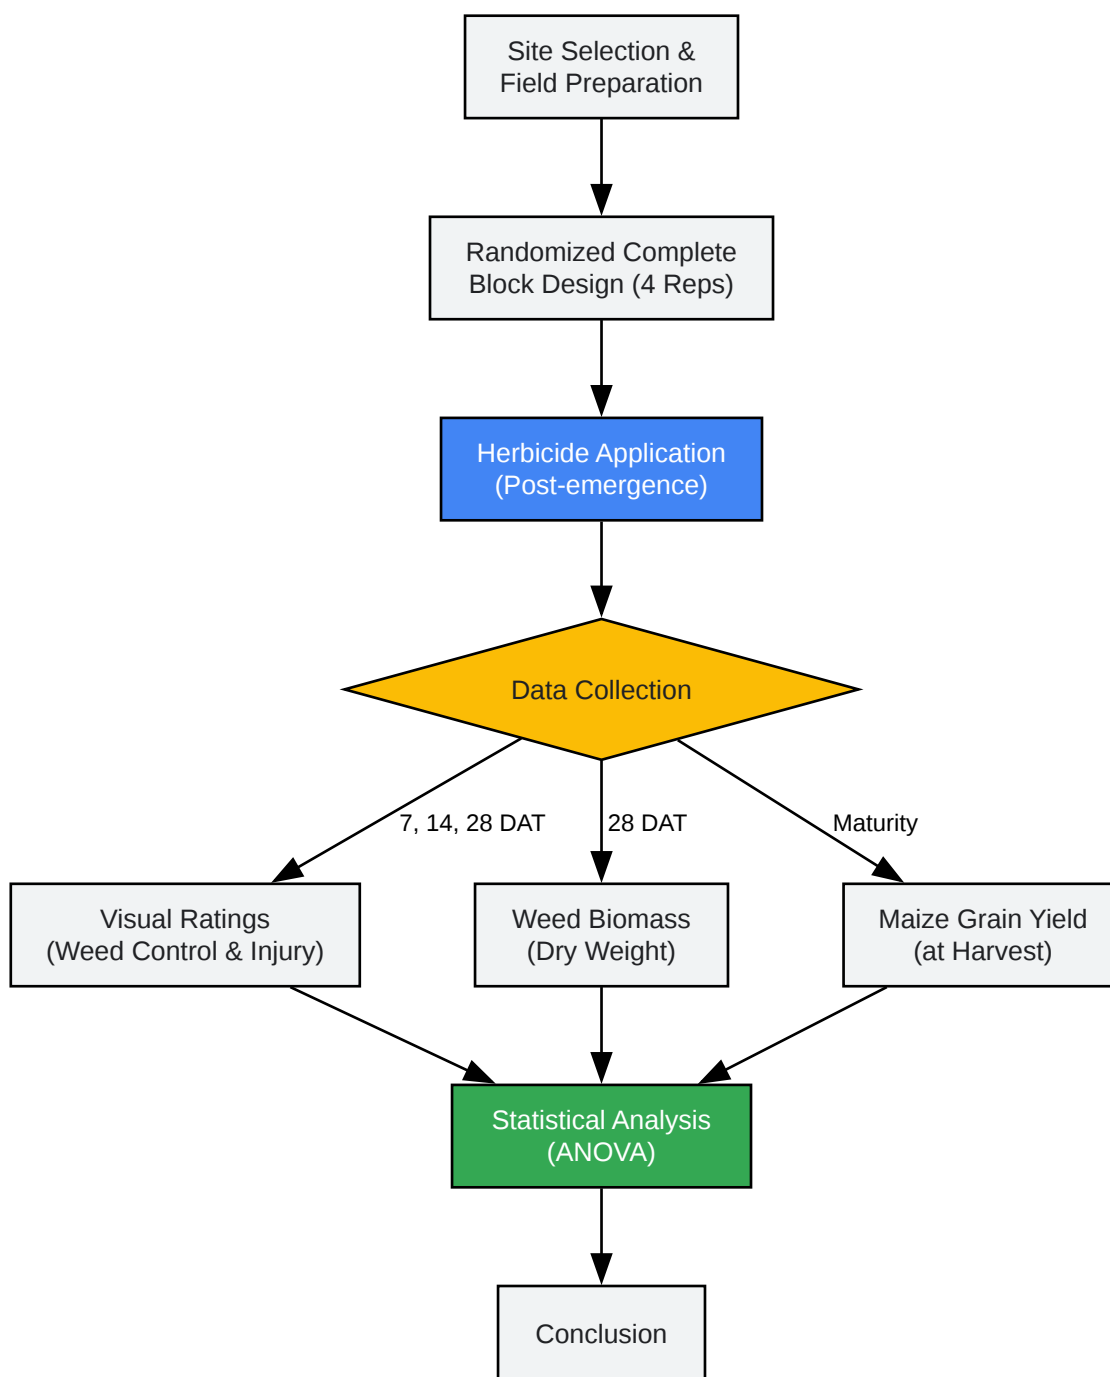 Site Selection &
Field Preparation
Randomized Complete
Block Design (4 Reps)
Herbicide Application
(Post-emergence)
Data Collection
7, 14, 28 DAT
28 DAT
Maturity
Visual Ratings
(Weed Control & Injury)
Weed Biomass
(Dry Weight)
Maize Grain Yield
(at Harvest)
Statistical Analysis
(ANOVA)
Conclusion